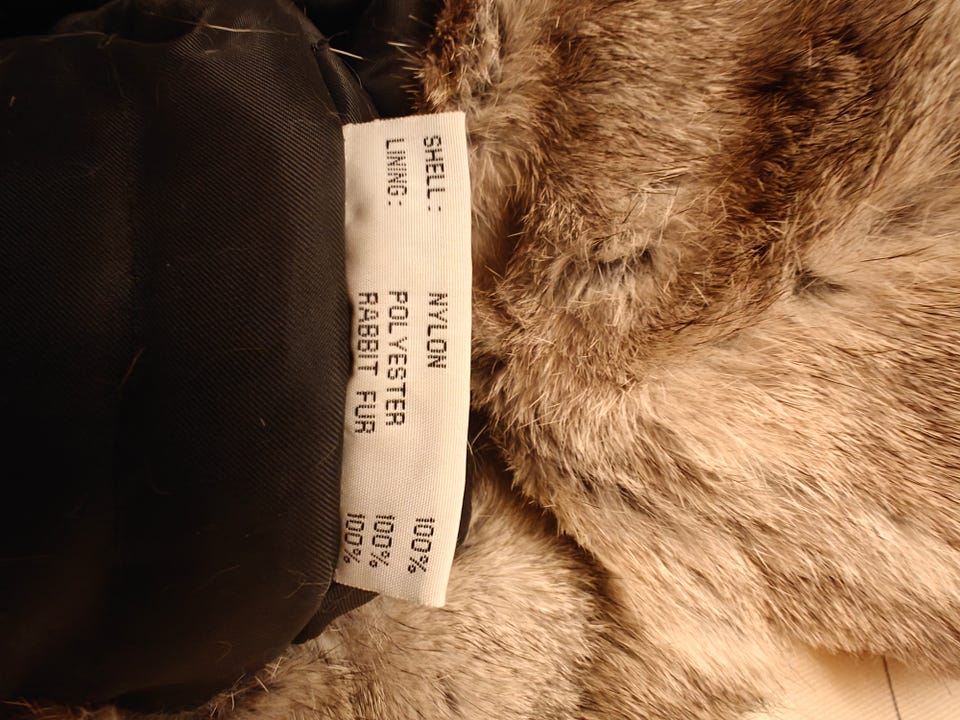 SHELL: NYLON 100%
LINING: POLYESTER 100%
RABBIT FUR 100%